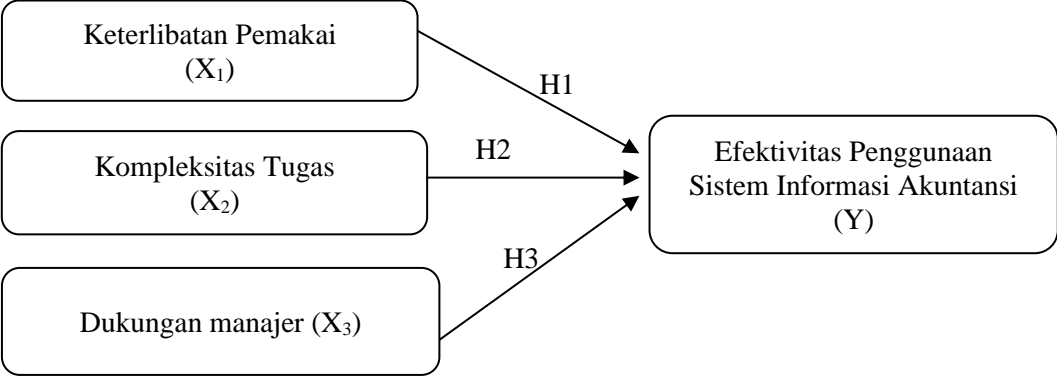 Keterlibatan Pemakai
(X₁)
H1
Kompleksitas Tugas
(X₂)
H2
Dukungan manajer (X₃)
H3
Efektivitas Penggunaan
Sistem Informasi Akuntansi
(Y)